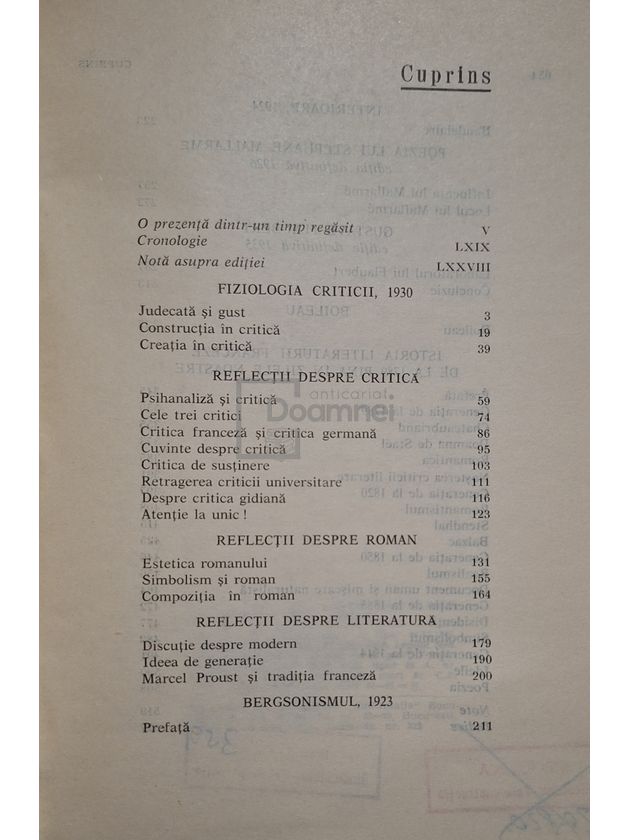 Cuprins
O prezență dintr-un timp regăsit V
Cronologie LXIX
Notă asupra ediției LXXVIII
FIZIOLOGIA CRITICII, 1930
Judecată și gust 3
Construcția în critică 19
Creația în critică 39
REFLECȚII DESPRE CRITICĂ
Psihanaliză și critică 59
Cele trei critici 74
Critica franceză și critica germană 86
Cuvinte despre critică 95
Critica de susținere 103
Retragerea criticii universitare 111
Despre critica gidiană 116
Atenție la unic ! 123
REFLECȚII DESPRE ROMAN
Estetica romanului 131
Simbolism și roman 155
Compoziția în roman 164
REFLECȚII DESPRE LITERATURA
Discuție despre modern 179
Ideea de generație 190
Marcel Proust și tradiția franceză 200
BERGSONISMUL, 1923
Prefață 211
anticariat
Doamnei